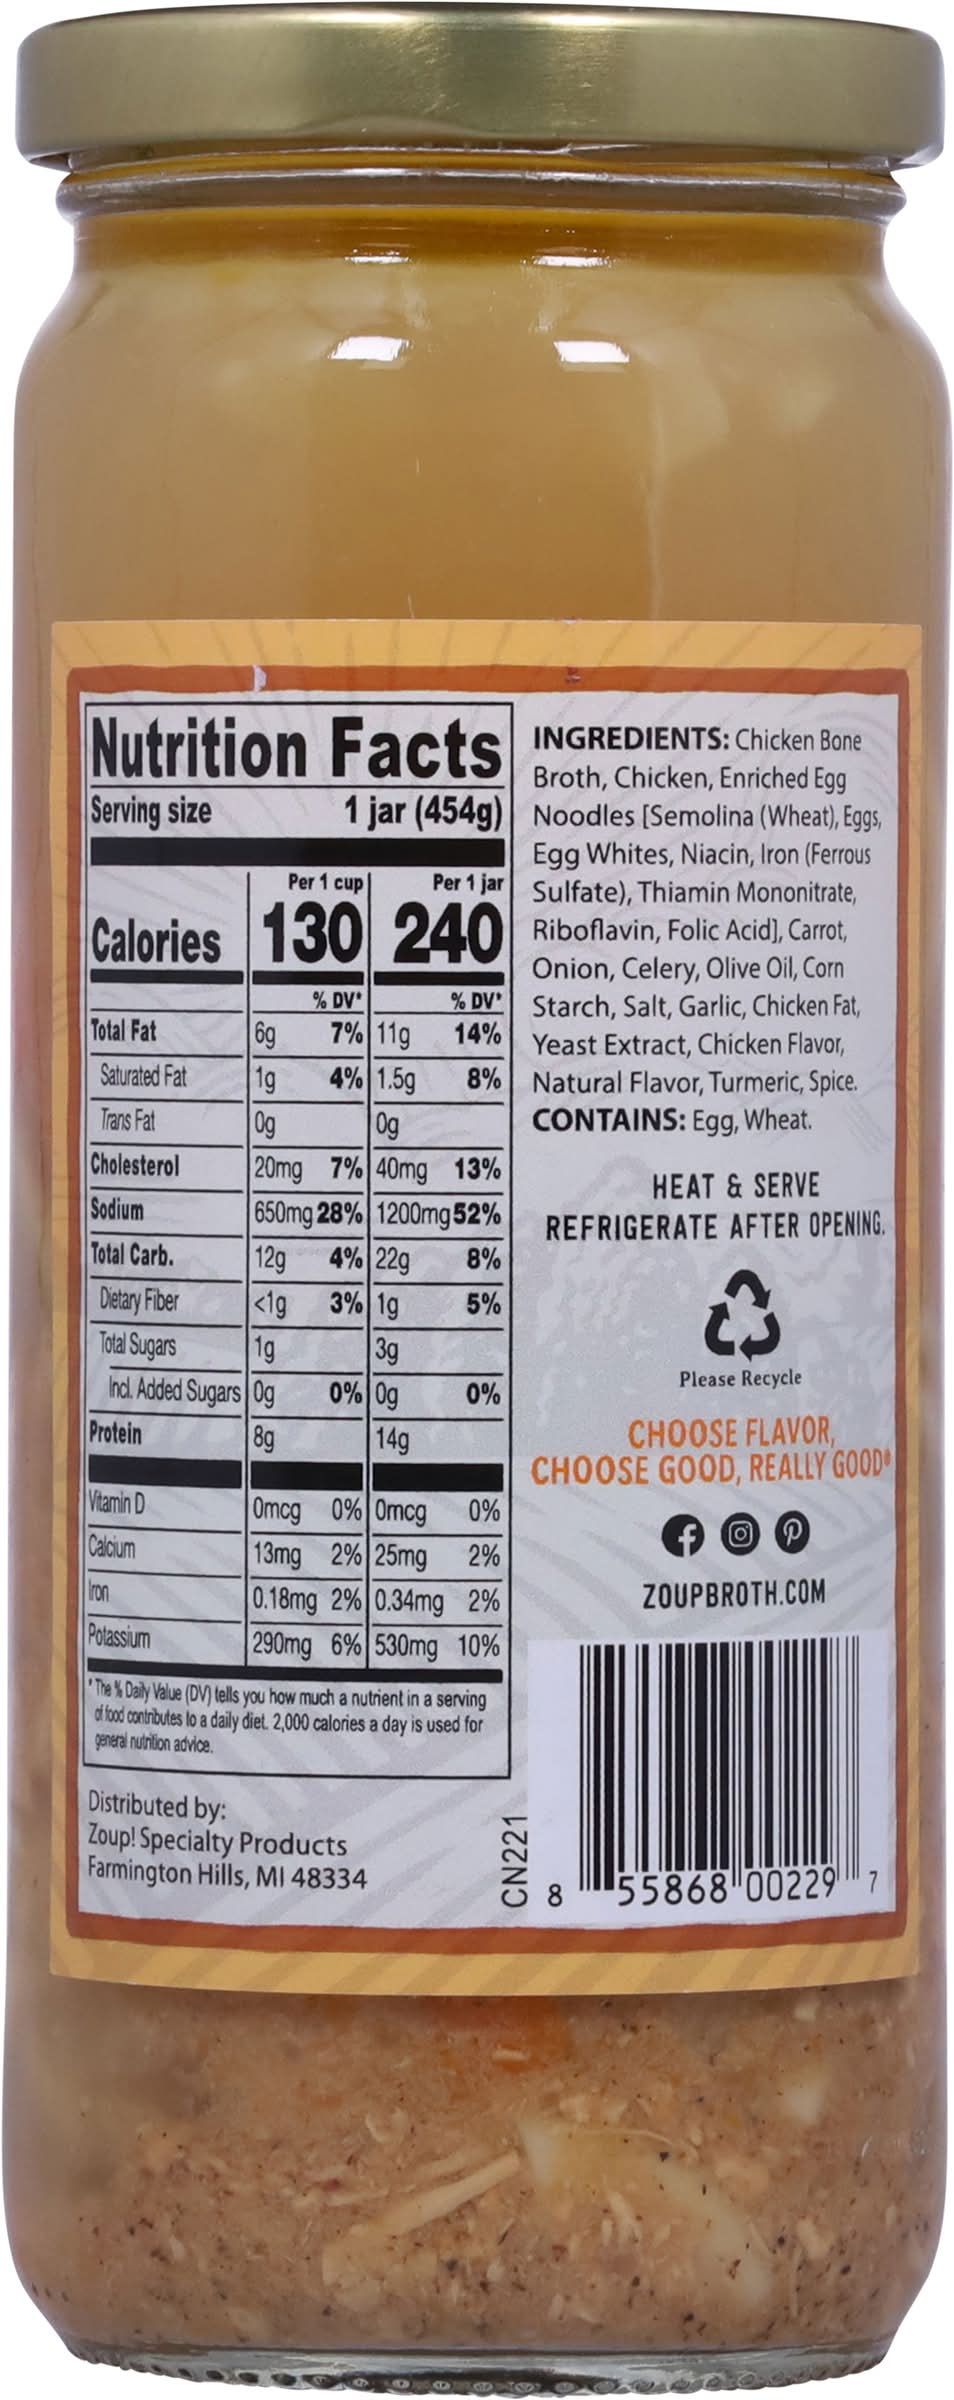 Nutrition Facts
Serving size 1 jar (454g)
Per 1 cup Per 1 jar
Calories 130 240
% DV* % DV*
Total Fat 6g 7% 11g 14%
Saturated Fat 1g 4% 1.5g 8%
Trans Fat 0g 0g
Cholesterol 20mg 7% 40mg 13%
Sodium 650mg 28% 1200mg 52%
Total Carb. 12g 4% 22g 8%
Dietary Fiber <1g 3% 1g 5%
Total Sugars 1g 3g
Incl. Added Sugars 0g 0% 0g 0%
Protein 8g 14g
Vitamin D 0mcg 0% 0mcg 0%
Calcium 13mg 2% 25mg 2%
Iron 0.18mg 2% 0.34mg 2%
Potassium 290mg 6% 530mg 10%
* The % Daily Value (DV) tells you how much a nutrient in a serving
of food contributes to a daily diet. 2,000 calories a day is used for
general nutrition advice.
Distributed by:
Zoup! Specialty Products
Farmington Hills, MI 48334
INGREDIENTS: Chicken Bone
Broth, Chicken, Enriched Egg
Noodles [Semolina (Wheat), Eggs,
Egg Whites, Niacin, Iron (Ferrous
Sulfate), Thiamin Mononitrate,
Riboflavin, Folic Acid], Carrot,
Onion, Celery, Olive Oil, Corn
Starch, Salt, Garlic, Chicken Fat,
Yeast Extract, Chicken Flavor,
Natural Flavor, Turmeric, Spice.
CONTAINS: Egg, Wheat.
HEAT & SERVE
REFRIGERATE AFTER OPENING.
Please Recycle
CHOOSE FLAVOR,
CHOOSE GOOD, REALLY GOOD®
ZOUPBROTH.COM
CN221
8 55868 00229 7